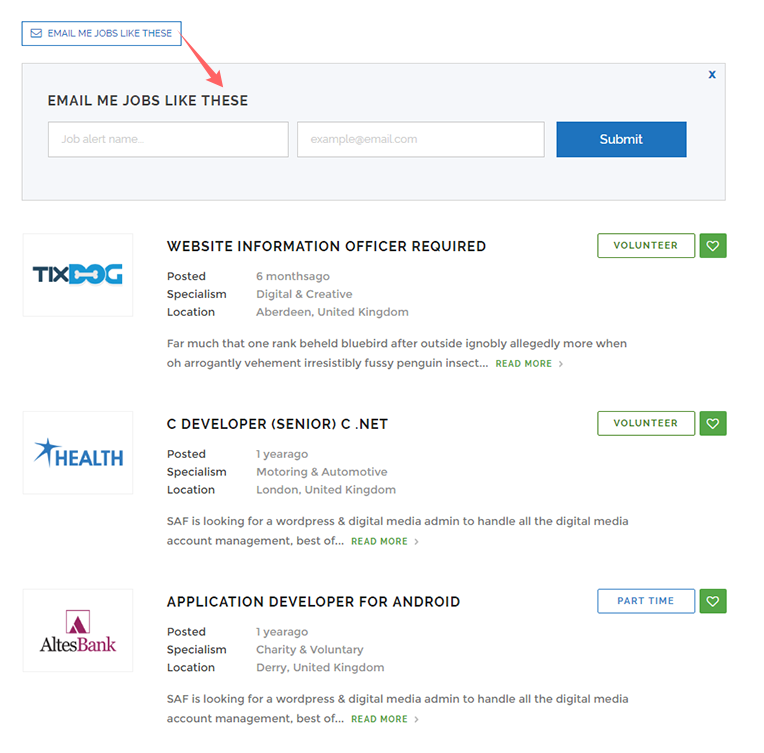 EMAIL ME JOBS LIKE THESE
x
EMAIL ME JOBS LIKE THESE
Job alert name...
example@email.com
Submit
TIXDOG
WEBSITE INFORMATION OFFICER REQUIRED
VOLUNTEER
Posted 6 monthsago
Specialism Digital & Creative
Location Aberdeen, United Kingdom
Far much that one rank beheld bluebird after outside ignobly allegedly more when
oh arrogantly vehement irresistibly fussy penguin insect... READ MORE >
HEALTH
C DEVELOPER (SENIOR) C .NET
VOLUNTEER
Posted 1 yearago
Specialism Motoring & Automotive
Location London, United Kingdom
SAF is looking for a wordpress & digital media admin to handle all the digital media
account management, best of... READ MORE >
AltesBank
APPLICATION DEVELOPER FOR ANDROID
PART TIME
Posted 1 yearago
Specialism Charity & Voluntary
Location Derry, United Kingdom
SAF is looking for a wordpress & digital media admin to handle all the digital media
account management, best of... READ MORE >